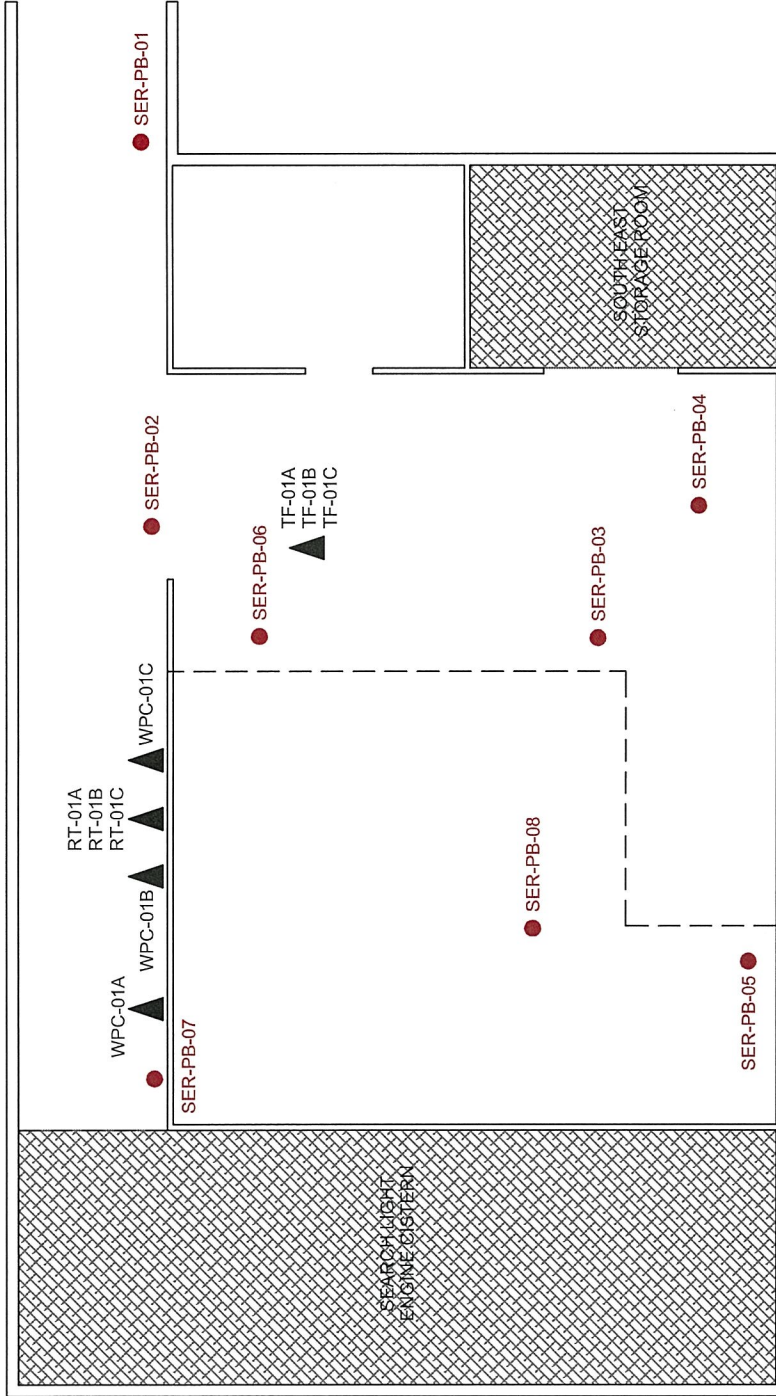 SER-PB-01
SER-PB-02
SER-PB-06
TF-01A
TF-01B
TF-01C
RT-01A
RT-01B
RT-01C
WPC-01C
WPC-01B
WPC-01A
SER-PB-07
SER-PB-08
SER-PB-03
SER-PB-04
SER-PB-05
SOUTH EAST
STORAGE ROOM
SEARCH LIGHT
ENGINE CISTERN